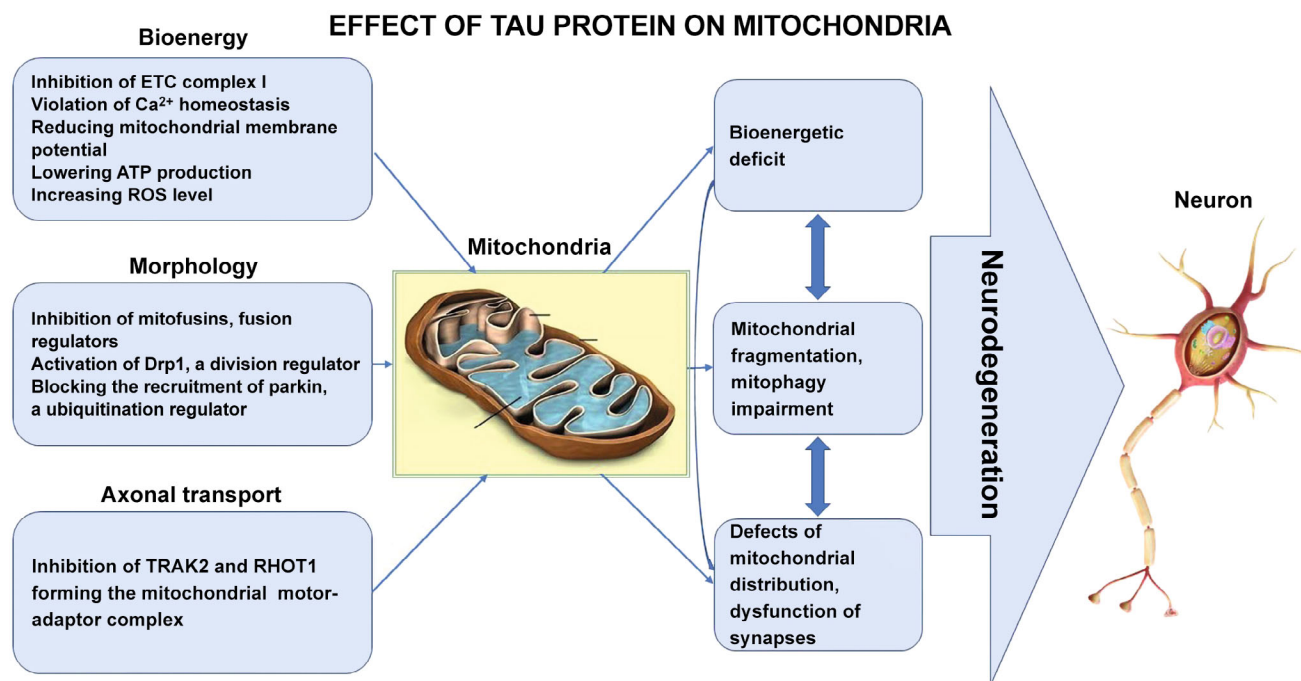 EFFECT OF TAU PROTEIN ON MITOCHONDRIA
Bioenergy
Inhibition of ETC complex I
Violation of Ca²⁺ homeostasis
Reducing mitochondrial membrane
potential
Lowering ATP production
Increasing ROS level
Morphology
Inhibition of mitofusins, fusion
regulators
Activation of Drp1, a division regulator
Blocking the recruitment of parkin,
a ubiquitination regulator
Axonal transport
Inhibition of TRAK2 and RHOT1
forming the mitochondrial motor-
adaptor complex
Mitochondria
Bioenergetic
deficit
Mitochondrial
fragmentation,
mitophagy
impairment
Defects of
mitochondrial
distribution,
dysfunction of
synapses
Neurodegeneration
Neuron